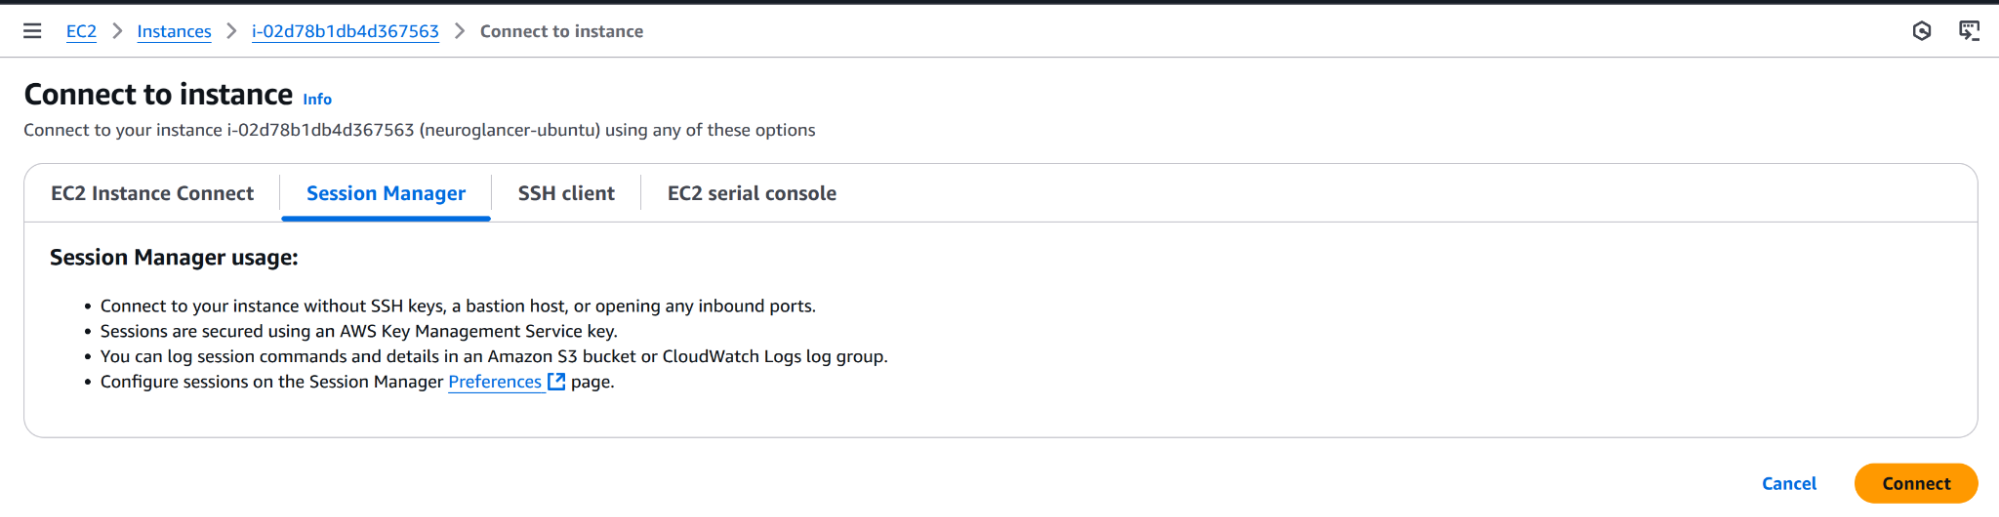 EC2 > Instances > i-02d78b1db4d367563 > Connect to instance
Connect to instance Info
Connect to your instance i-02d78b1db4d367563 (neuroglancer-ubuntu) using any of these options
EC2 Instance Connect Session Manager SSH client EC2 serial console
Session Manager usage:
• Connect to your instance without SSH keys, a bastion host, or opening any inbound ports.
• Sessions are secured using an AWS Key Management Service key.
• You can log session commands and details in an Amazon S3 bucket or CloudWatch Logs log group.
• Configure sessions on the Session Manager Preferences page.
Cancel Connect